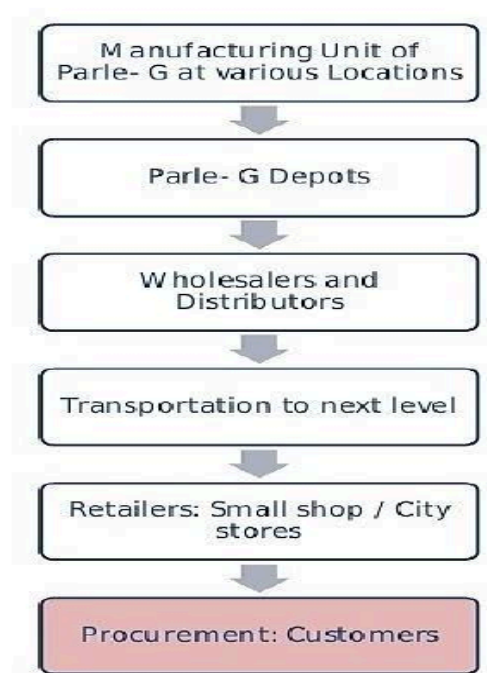 Manufacturing Unit of
Parle- G at various Locations
Parle- G Depots
Wholesalers and
Distributors
Transportation to next level
Retailers: Small shop / City
stores
Procurement: Customers